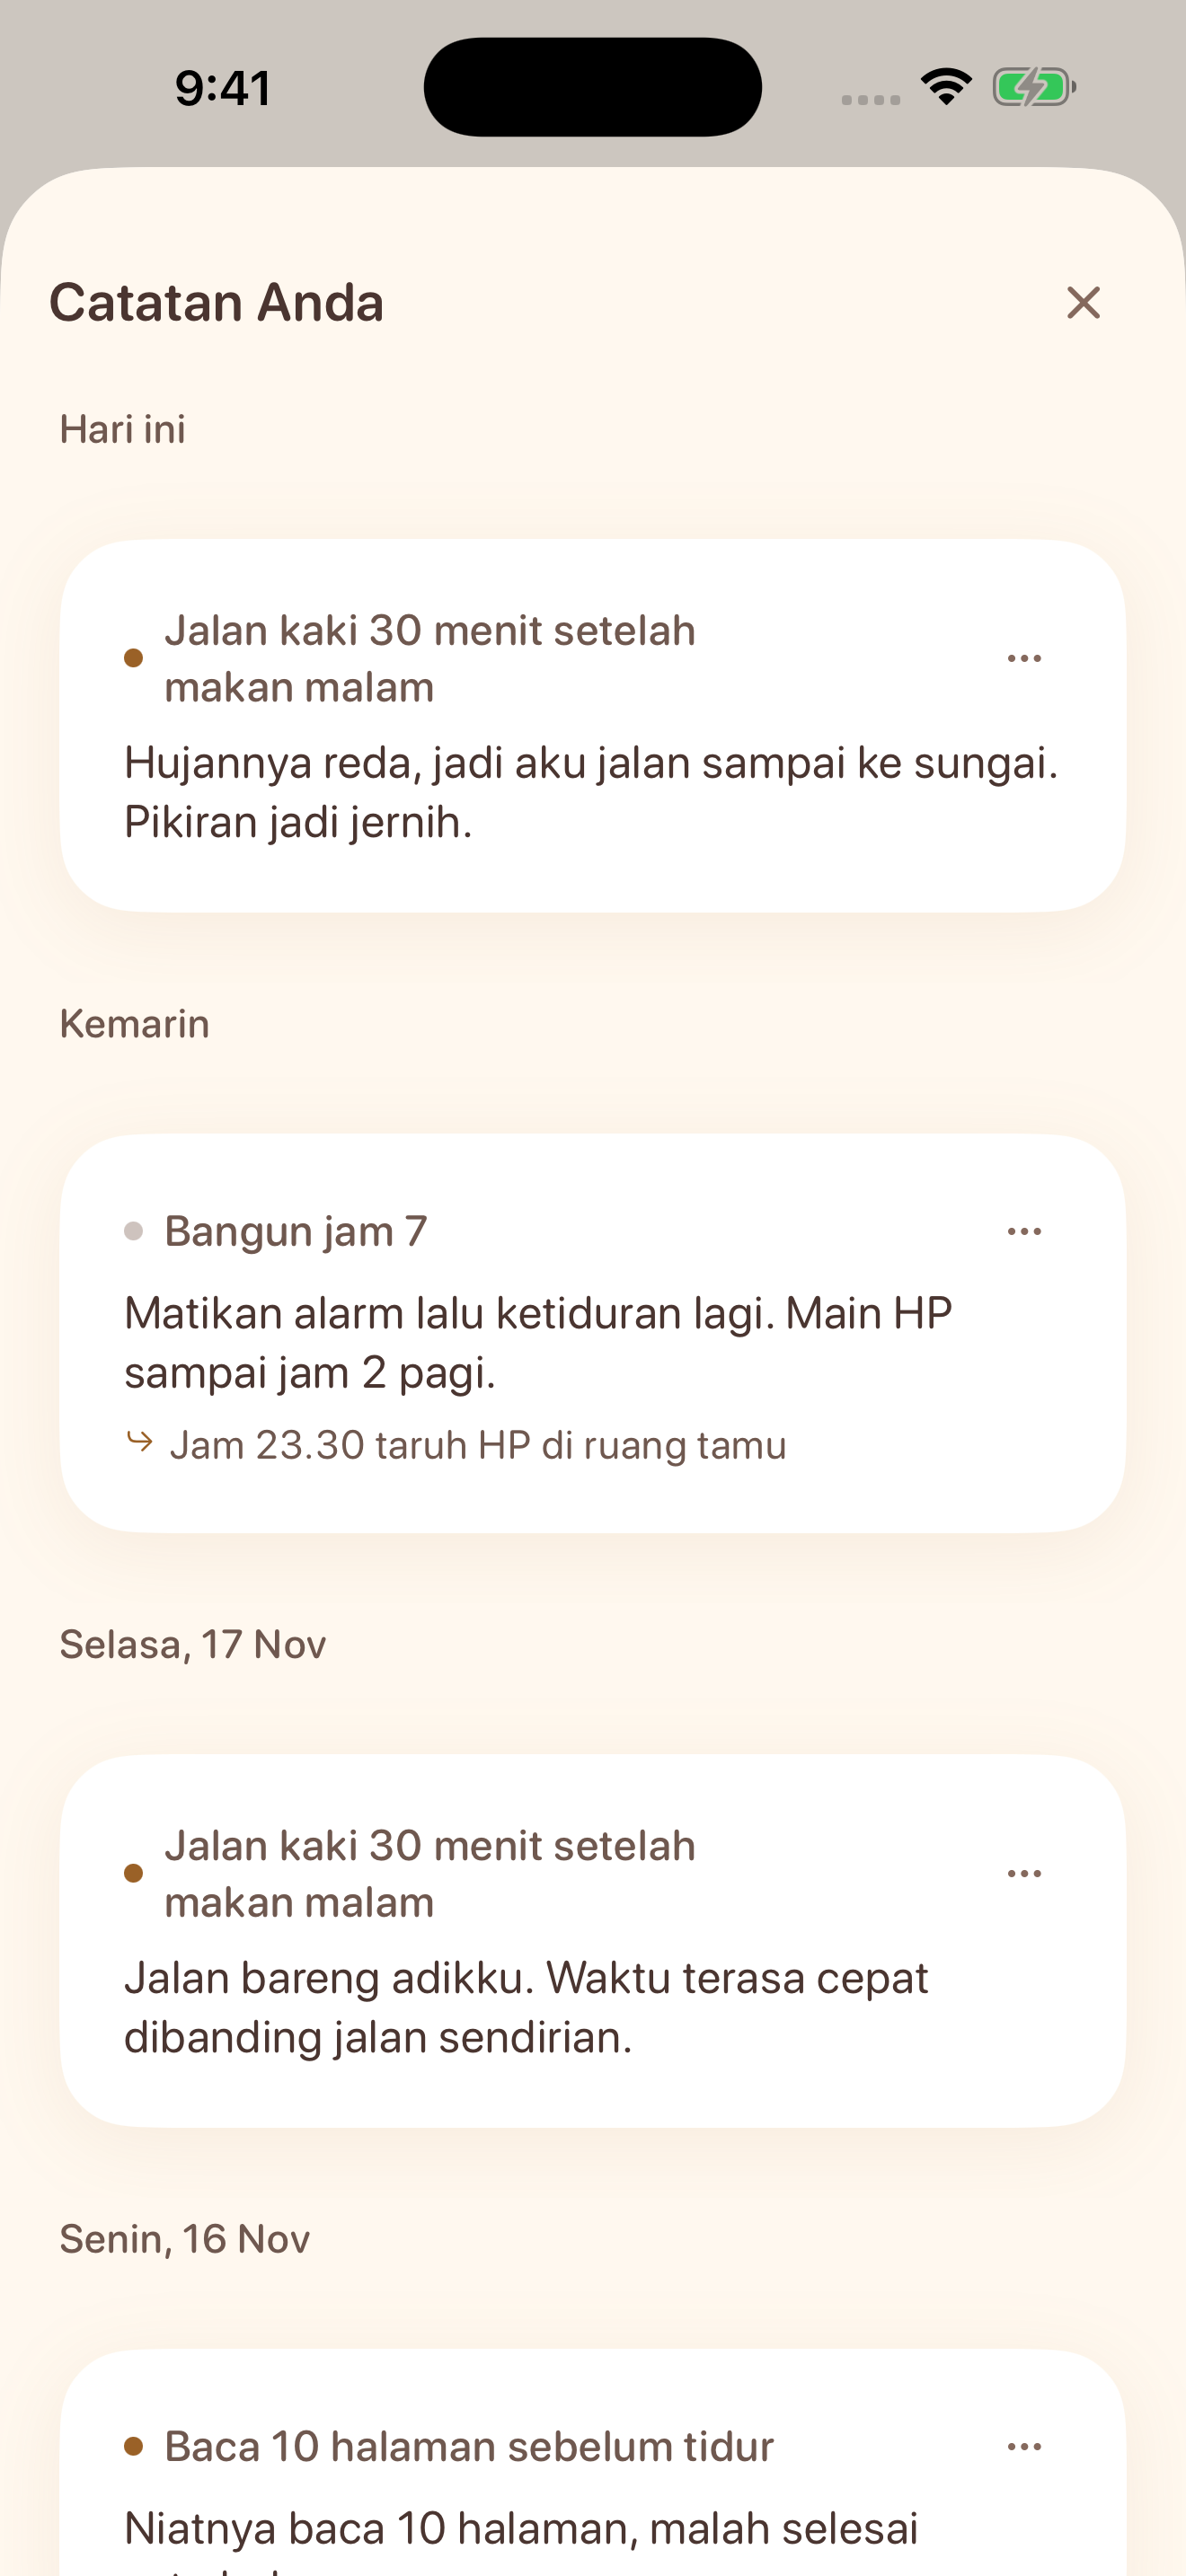 9:41
Catatan Anda
Hari ini
Jalan kaki 30 menit setelah
makan malam
Hujannya reda, jadi aku jalan sampai ke sungai.
Pikiran jadi jernih.
Kemarin
Bangun jam 7
Matikan alarm lalu ketiduran lagi. Main HP
sampai jam 2 pagi.
Jam 23.30 taruh HP di ruang tamu
Selasa, 17 Nov
Jalan kaki 30 menit setelah
makan malam
Jalan bareng adikku. Waktu terasa cepat
dibanding jalan sendirian.
Senin, 16 Nov
Baca 10 halaman sebelum tidur
Niatnya baca 10 halaman, malah selesai